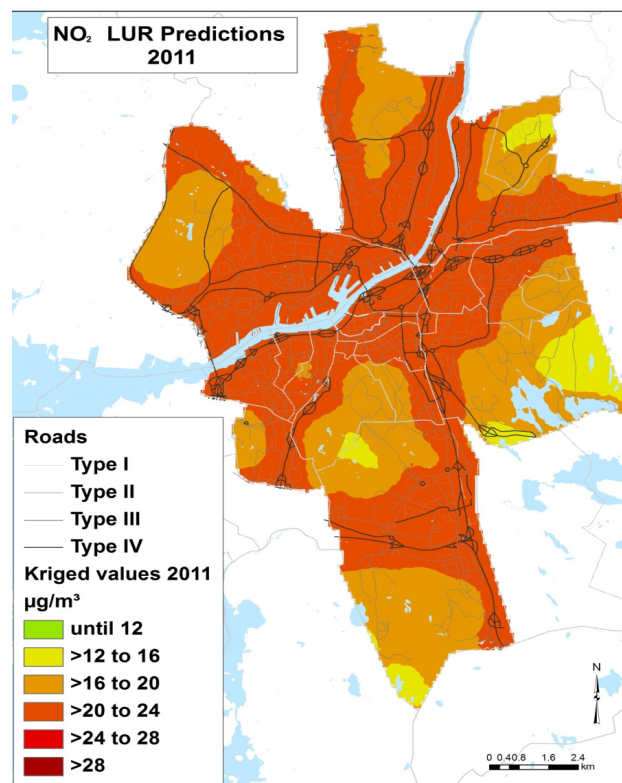 NO₂ LUR Predictions
2011
Roads
Type I
Type II
Type III
Type IV
Kriged values 2011
µg/m³
until 12
>12 to 16
>16 to 20
>20 to 24
>24 to 28
>28
N
0 0.40.8 1.6 2.4
km